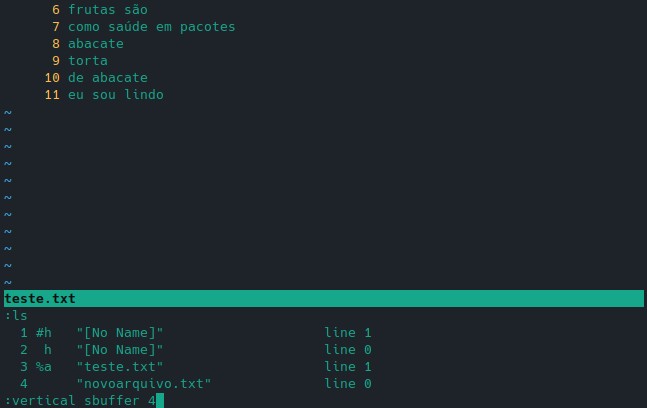 6 frutas são
7 como saúde em pacotes
8 abacate
9 torta
10 de abacate
11 eu sou lindo
~
~
~
~
~
~
~
~
~
~
~
teste.txt
:ls
1 #h "[No Name]" line 1
2 h "[No Name]" line 0
3 %a "teste.txt" line 1
4 "novoarquivo.txt" line 0
:vertical sbuffer 4